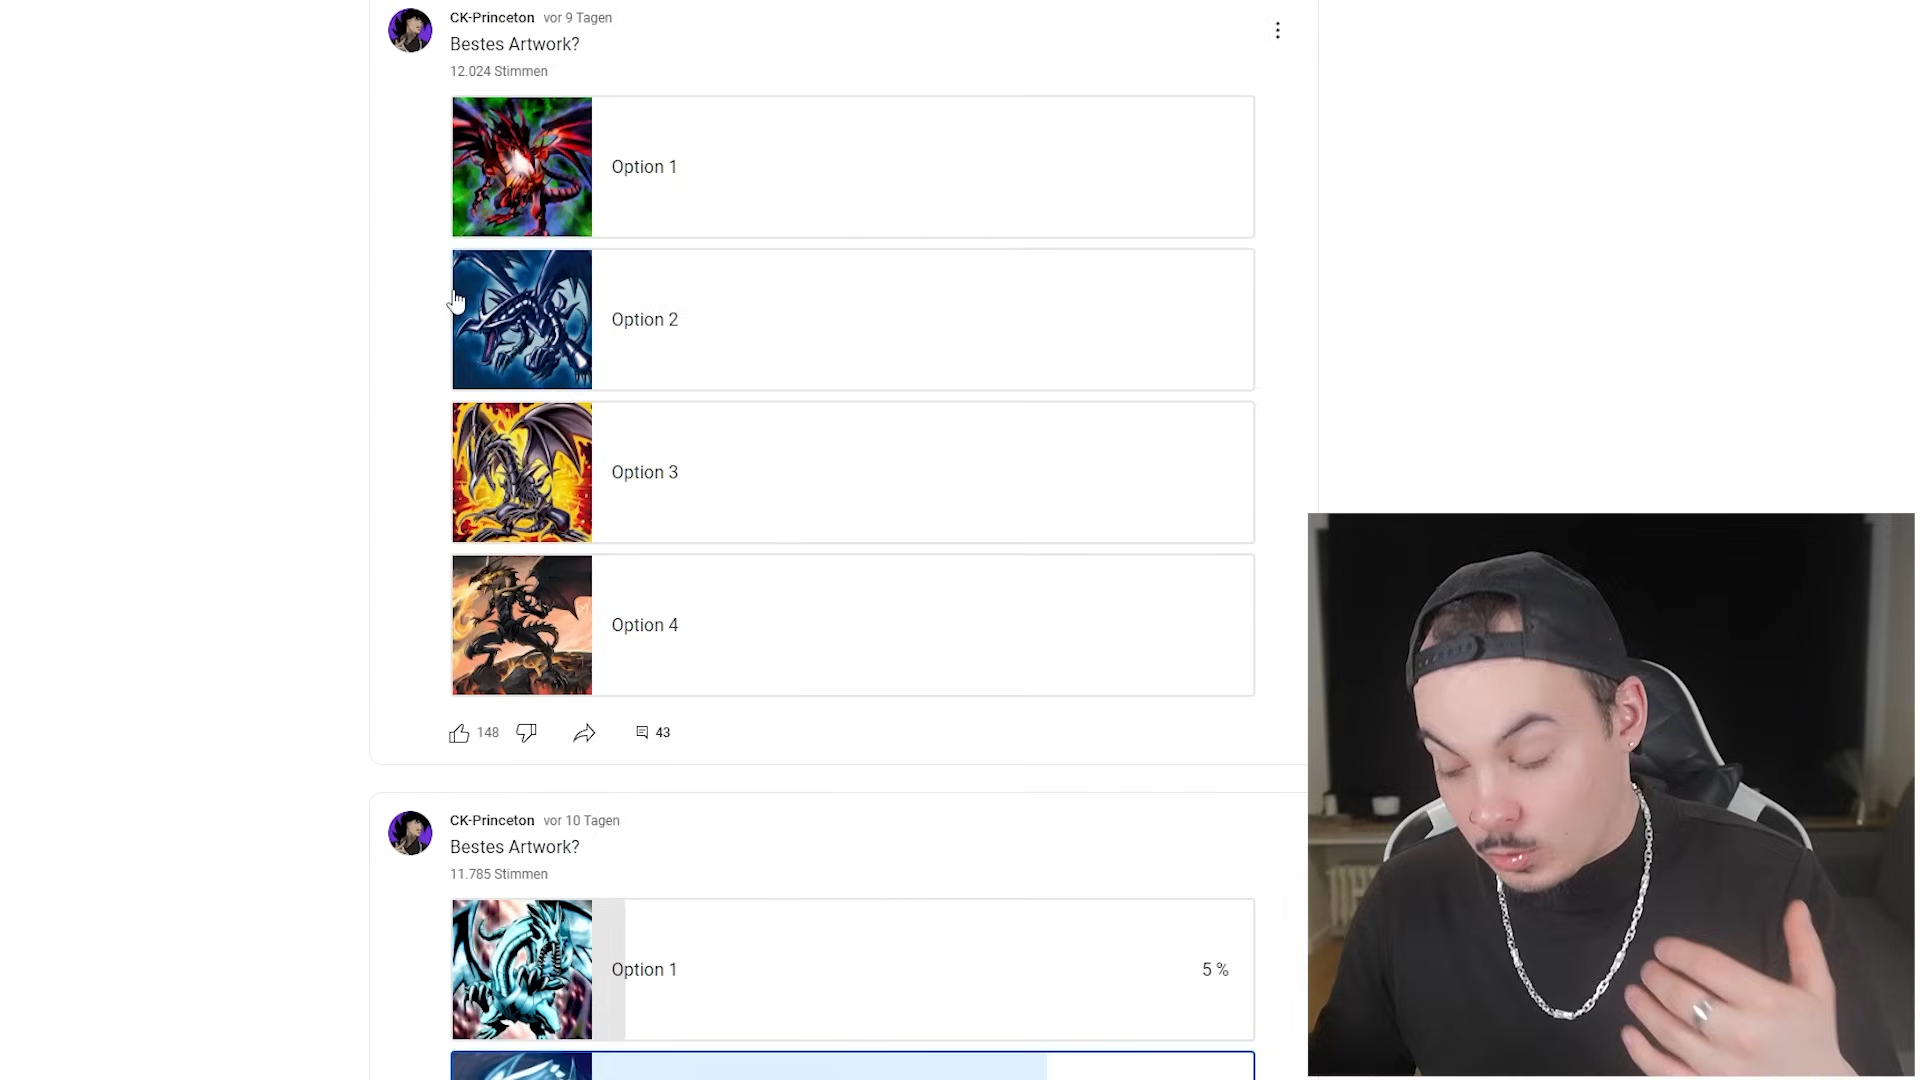 CK-Princeton vor 9 Tagen
Bestes Artwork?
12.024 Stimmen
Option 1
Option 2
Option 3
Option 4
148
43
CK-Princeton vor 10 Tagen
Bestes Artwork?
11.785 Stimmen
Option 1
5 %